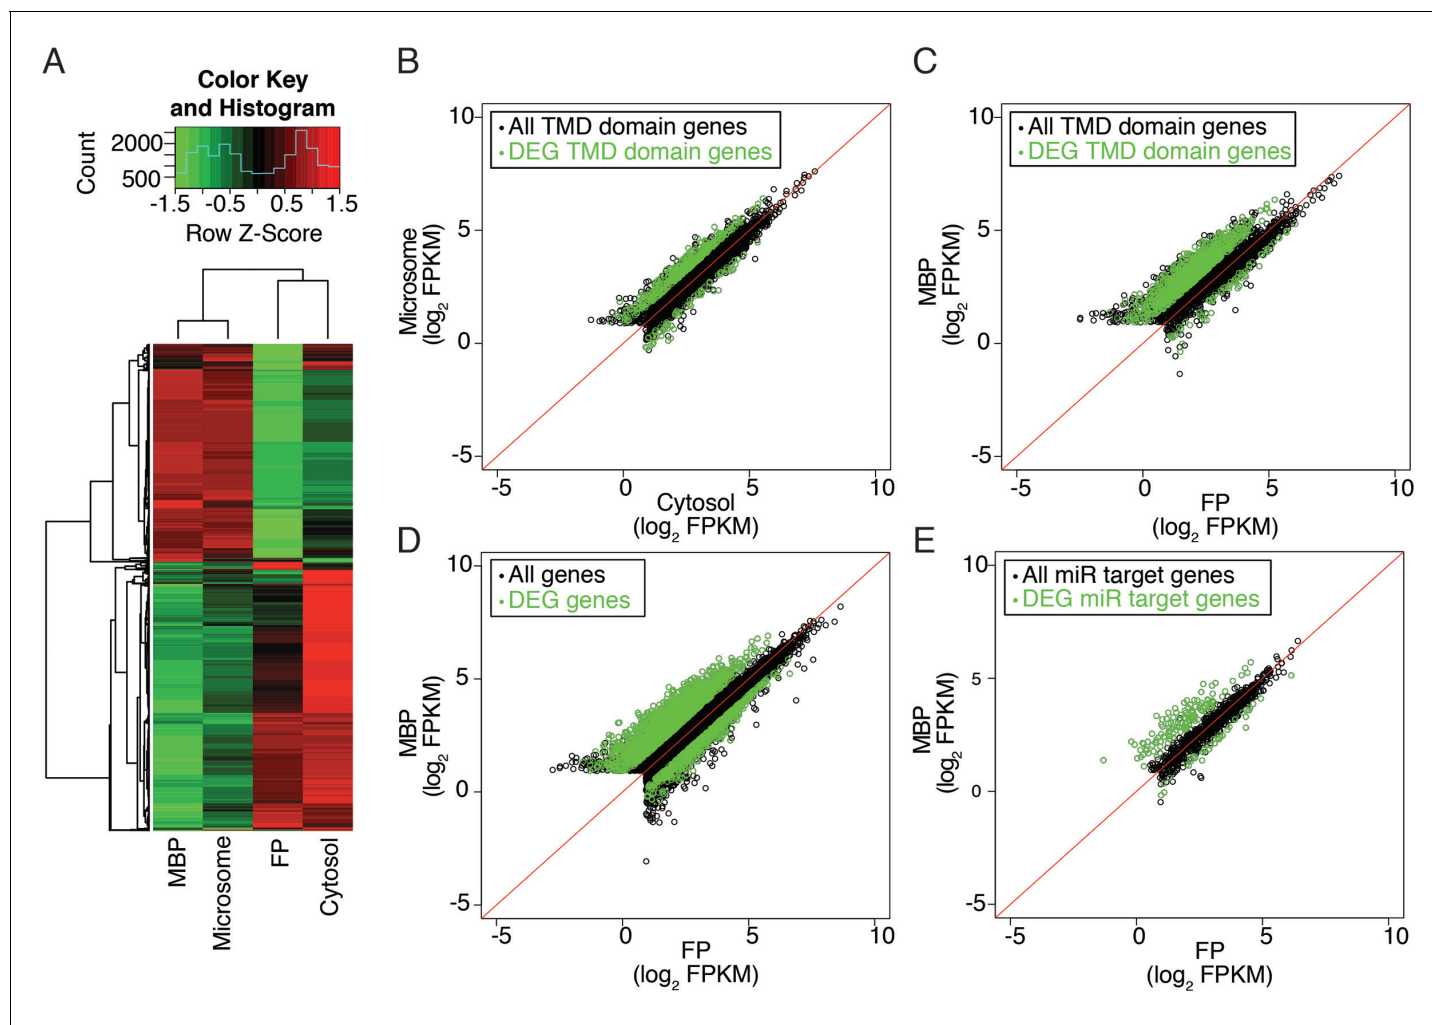 A
Color Key
and Histogram
Count
2000
500
-1.5 -0.5 0.5 1.5
Row Z-Score
MBP
Microsome
FP
Cytosol
B
All TMD domain genes
DEG TMD domain genes
10
5
0
-5
Microsome
(log2 FPKM)
-5 0 5 10
Cytosol
(log2 FPKM)
C
All TMD domain genes
DEG TMD domain genes
10
5
0
-5
MBP
(log2 FPKM)
-5 0 5 10
FP
(log2 FPKM)
D
All genes
DEG genes
10
5
0
-5
MBP
(log2 FPKM)
-5 0 5 10
FP
(log2 FPKM)
E
All miR target genes
DEG miR target genes
10
5
0
-5
MBP
(log2 FPKM)
-5 0 5 10
FP
(log2 FPKM)